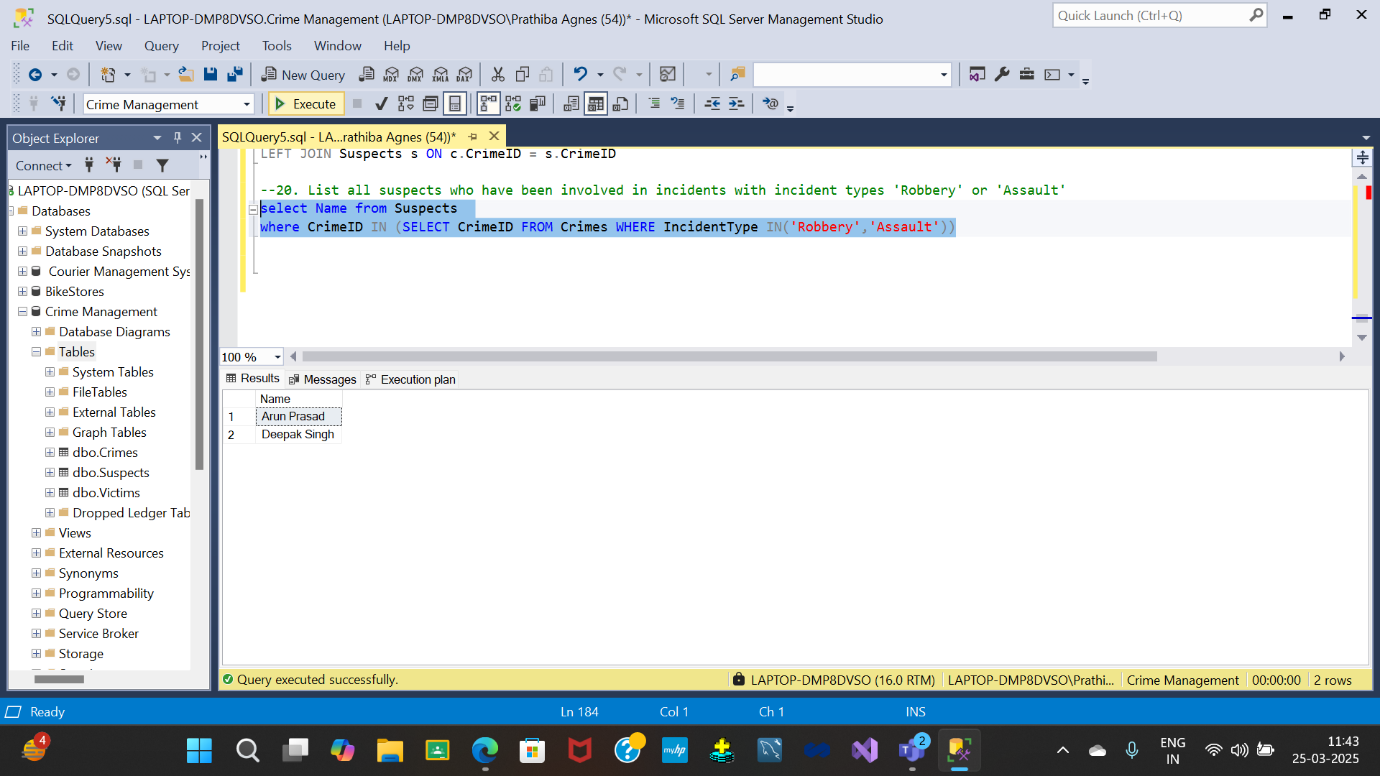 SQLQuery5.sql - LAPTOP-DMP8DVSO.Crime Management (LAPTOP-DMP8DVSO\Prathiba Agnes (54))* - Microsoft SQL Server Management Studio
Quick Launch (Ctrl+Q)
File Edit View Query Project Tools Window Help
New Query MDX DMX XMLA DAX
Crime Management Execute
Object Explorer
SQLQuery5.sql - LA...rathiba Agnes (54))*
Connect
LAPTOP-DMP8DVSO (SQL Ser
Databases
System Databases
Database Snapshots
Courier Management Sys
BikeStores
Crime Management
Database Diagrams
Tables
System Tables
FileTables
External Tables
Graph Tables
dbo.Crimes
dbo.Suspects
dbo.Victims
Dropped Ledger Tab
Views
External Resources
Synonyms
Programmability
Query Store
Service Broker
Storage
LEFT JOIN Suspects s ON c.CrimeID = s.CrimeID
--20. List all suspects who have been involved in incidents with incident types 'Robbery' or 'Assault'
select Name from Suspects
where CrimeID IN (SELECT CrimeID FROM Crimes WHERE IncidentType IN('Robbery','Assault'))
100 %
Results Messages Execution plan
Name
1 Arun Prasad
2 Deepak Singh
Query executed successfully.
LAPTOP-DMP8DVSO (16.0 RTM) LAPTOP-DMP8DVSO\Prathi... Crime Management 00:00:00 2 rows
Ready Ln 184 Col 1 Ch 1 INS
4
myhp
2
ENG
IN
11:43
25-03-2025